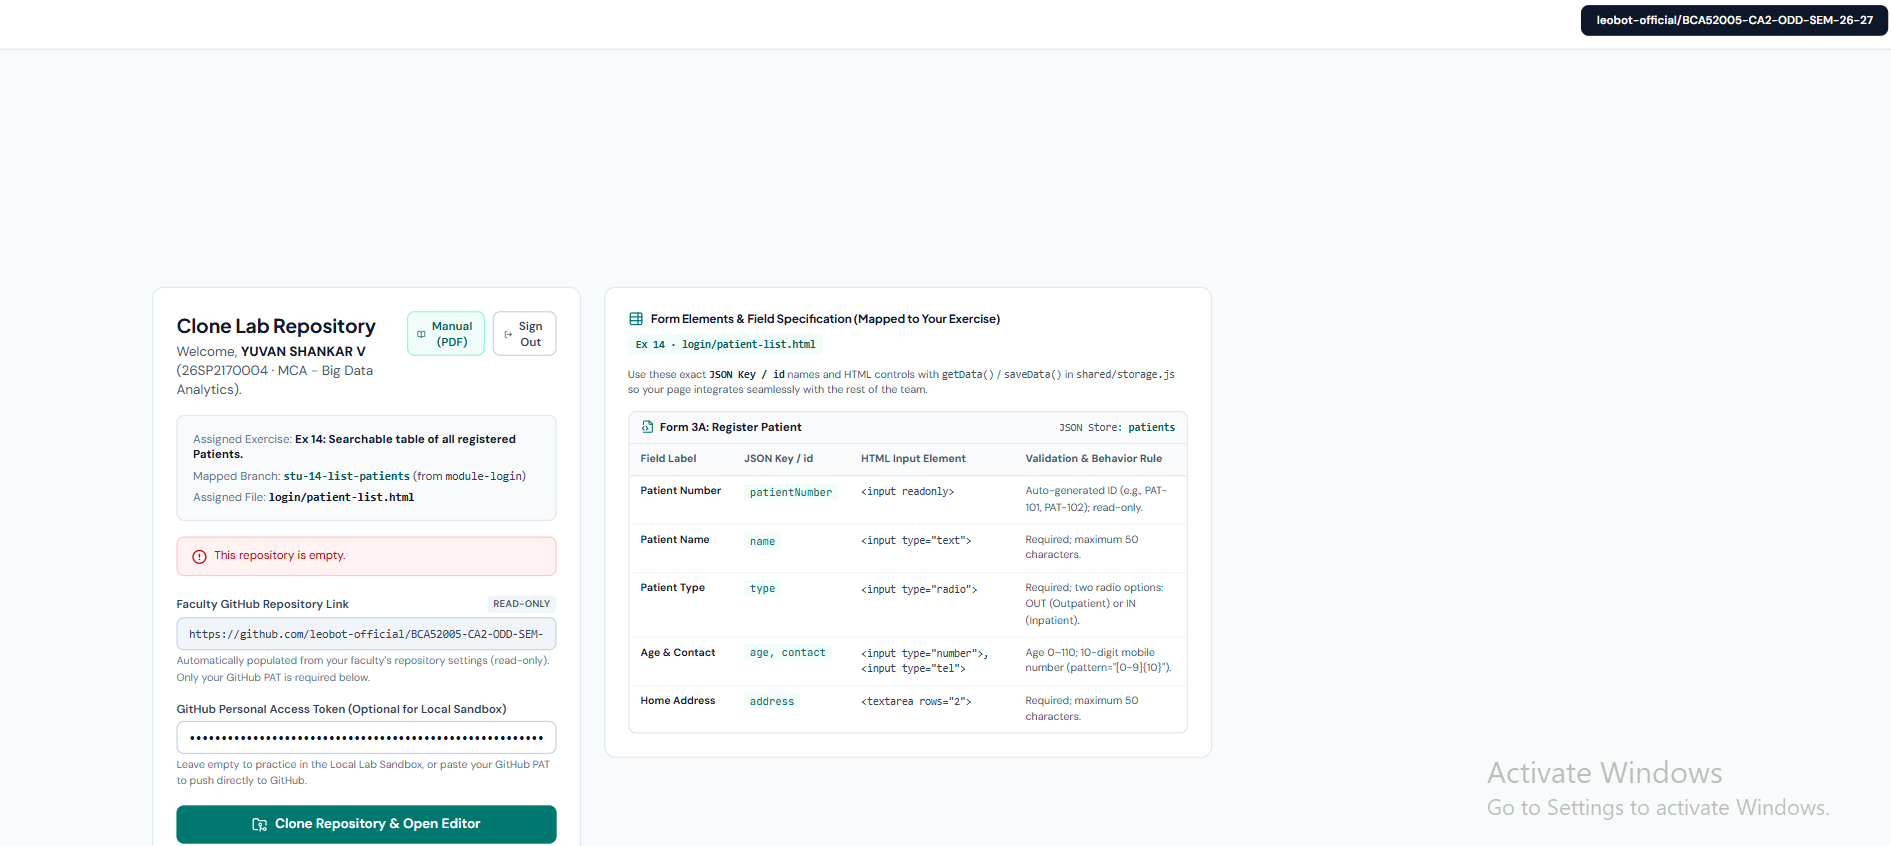 leobot-official/BCA52005-CA2-ODD-SEM-26-27
Clone Lab Repository
Manual
(PDF)
Sign
Out
Welcome, YUVAN SHANKAR V
(26SP2170004 · MCA - Big Data
Analytics).
Assigned Exercise: Ex 14: Searchable table of all registered
Patients.
Mapped Branch: stu-14-list-patients (from module-login)
Assigned File: login/patient-list.html
This repository is empty.
Faculty GitHub Repository Link
READ-ONLY
https://github.com/leobot-official/BCA52005-CA2-ODD-SEM-
Automatically populated from your faculty's repository settings (read-only).
Only your GitHub PAT is required below.
GitHub Personal Access Token (Optional for Local Sandbox)
Leave empty to practice in the Local Lab Sandbox, or paste your GitHub PAT
to push directly to GitHub.
Clone Repository & Open Editor
Form Elements & Field Specification (Mapped to Your Exercise)
Ex 14 · login/patient-list.html
Use these exact JSON Key / id names and HTML controls with getData() / saveData() in shared/storage.js
so your page integrates seamlessly with the rest of the team.
Form 3A: Register Patient
JSON Store: patients
Field Label JSON Key / id HTML Input Element Validation & Behavior Rule
Patient Number patientNumber <input readonly> Auto-generated ID (e.g., PAT-
101, PAT-102); read-only.
Patient Name name <input type="text"> Required; maximum 50
characters.
Patient Type type <input type="radio"> Required; two radio options:
OUT (Outpatient) or IN
(Inpatient).
Age & Contact age, contact <input type="number">, Age 0–110; 10-digit mobile
<input type="tel"> number (pattern="[0-9]{10}").
Home Address address <textarea rows="2"> Required; maximum 50
characters.
Activate Windows
Go to Settings to activate Windows.